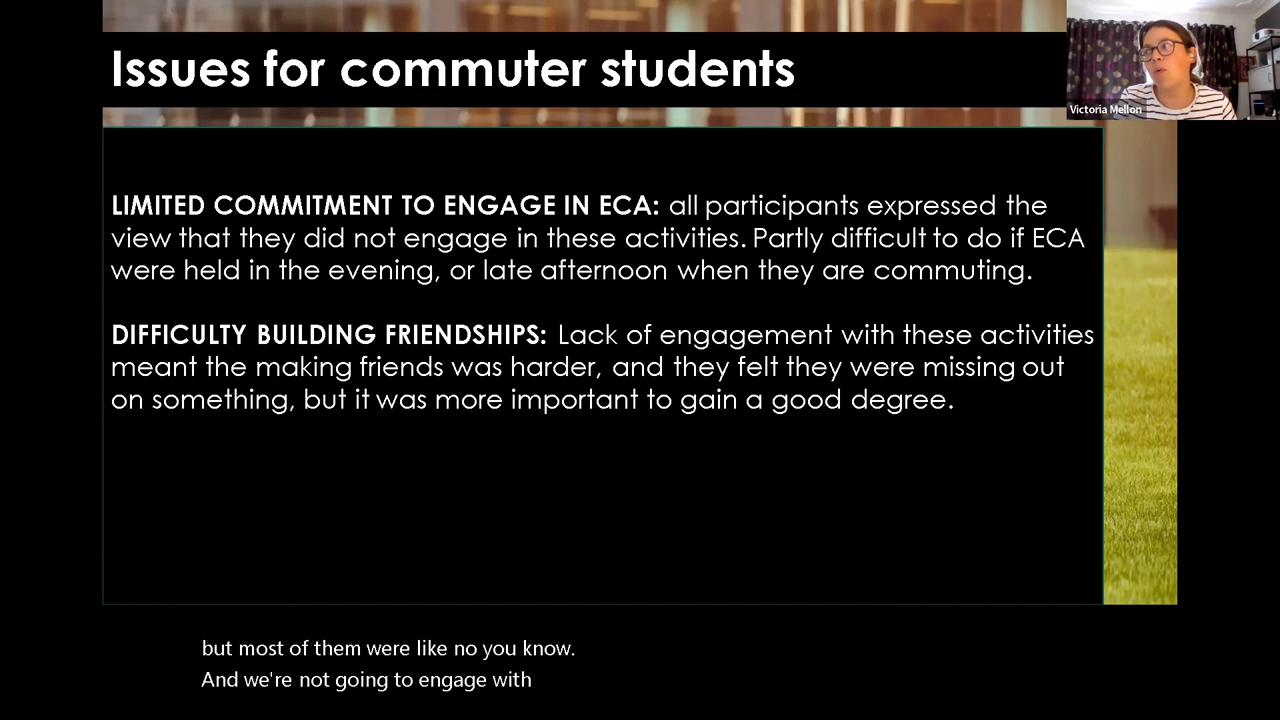 Issues for commuter students
Victoria Mellon
LIMITED COMMITMENT TO ENGAGE IN ECA: all participants expressed the
view that they did not engage in these activities. Partly difficult to do if ECA
were held in the evening, or late afternoon when they are commuting.
DIFFICULTY BUILDING FRIENDSHIPS: Lack of engagement with these activities
meant the making friends was harder, and they felt they were missing out
on something, but it was more important to gain a good degree.
but most of them were like no you know.
And we're not going to engage with